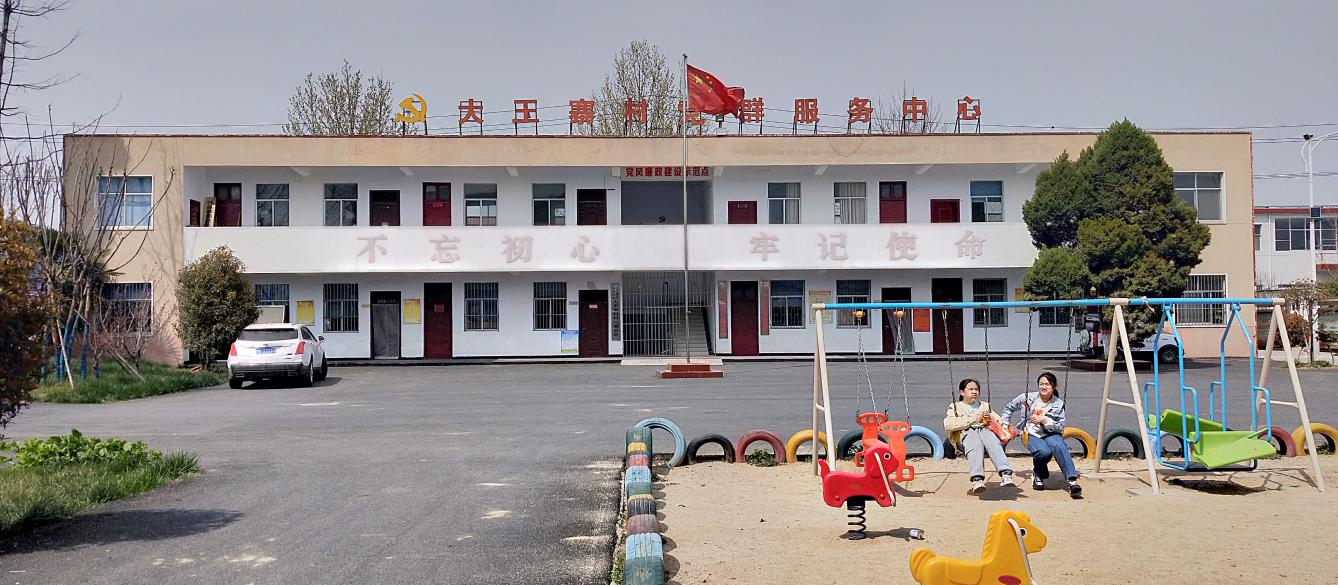 大王寨村党群服务中心
党风廉政建设示范点
不忘初心 牢记使命